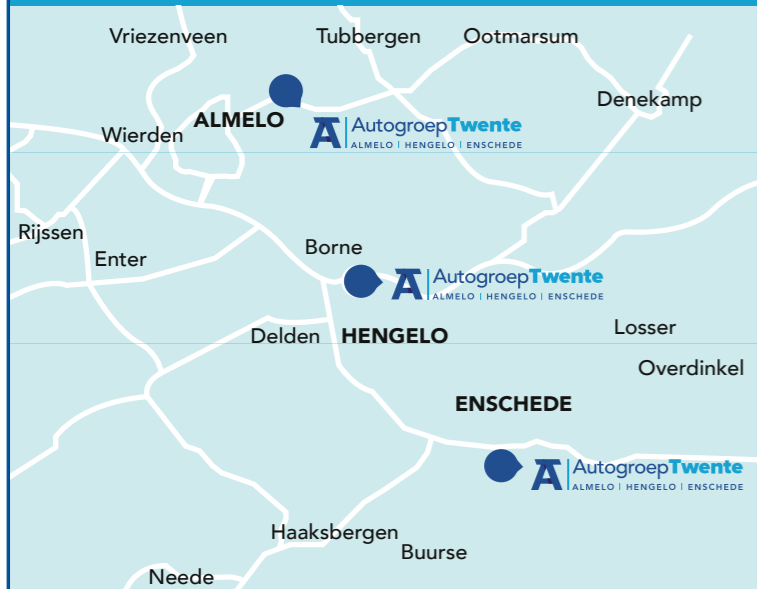 Vriezenveen
Tubbergen
Ootmarsum
Denekamp
ALMELO
AutogroepTwente
ALMELO | HENGELO | ENSCHEDE
Wierden
Rijssen
Enter
Borne
AutogroepTwente
ALMELO | HENGELO | ENSCHEDE
Delden
HENGELO
Losser
Overdinkel
ENSCHEDE
AutogroepTwente
ALMELO | HENGELO | ENSCHEDE
Haaksbergen
Buurse
Neede